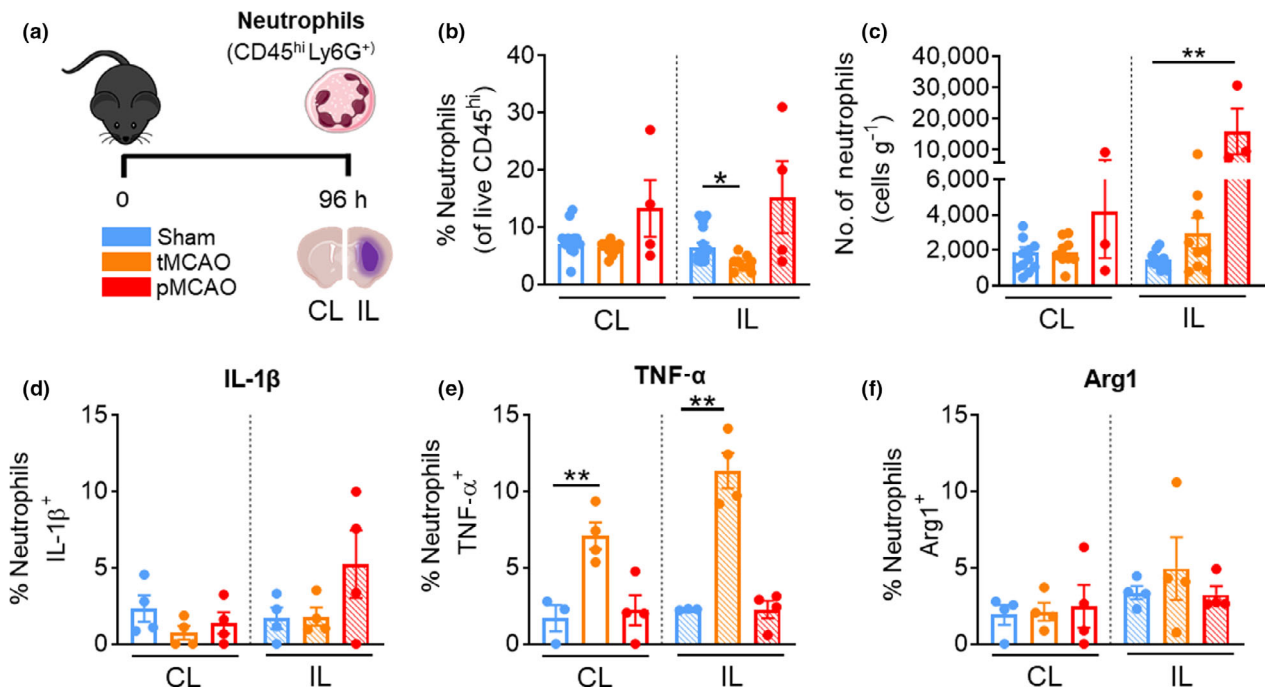 (a)
Neutrophils
(CD45hi Ly6G+)
0
96 h
Sham
tMCAO
pMCAO
CL IL
(b)
% Neutrophils
(of live CD45hi)
40
30
20
10
0
*
CL
IL
(c)
No. of neutrophils
(cells g−1)
40,000
30,000
20,000
10,000
6,000
4,000
2,000
0
**
CL
IL
(d)
IL-1β
% Neutrophils
IL-1β+
15
10
5
0
CL
IL
(e)
TNF-α
% Neutrophils
TNF-α+
15
10
5
0
**
**
CL
IL
(f)
Arg1
% Neutrophils
Arg1+
15
10
5
0
CL
IL